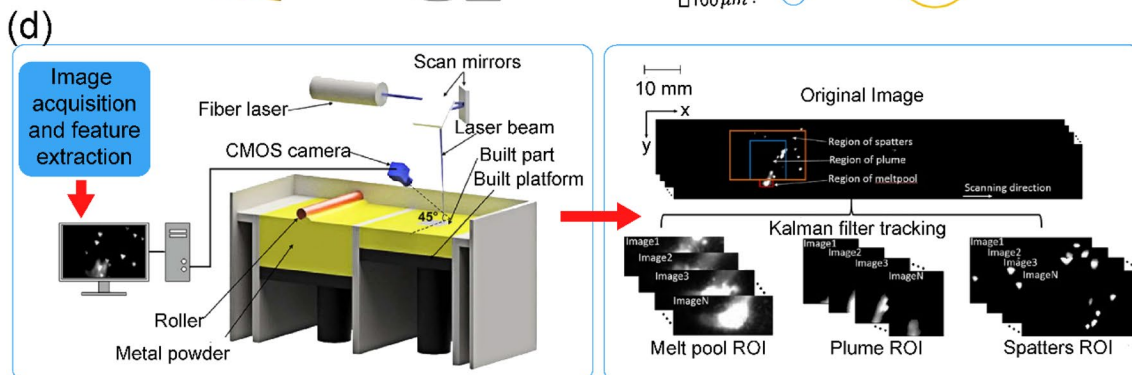 100μm
(d)
Image
acquisition
and feature
extraction
Scan mirrors
Fiber laser
Laser beam
CMOS camera
Built part
Built platform
45°
Roller
Metal powder
10 mm
x
y
Original Image
Region of spatters
Region of plume
Region of meltpool
Scanning direction
Kalman filter tracking
Image1
Image2
Image3
ImageN
Melt pool ROI
Image1
Image2
Image3
ImageN
Plume ROI
Image1
Image2
Image3
ImageN
Spatters ROI